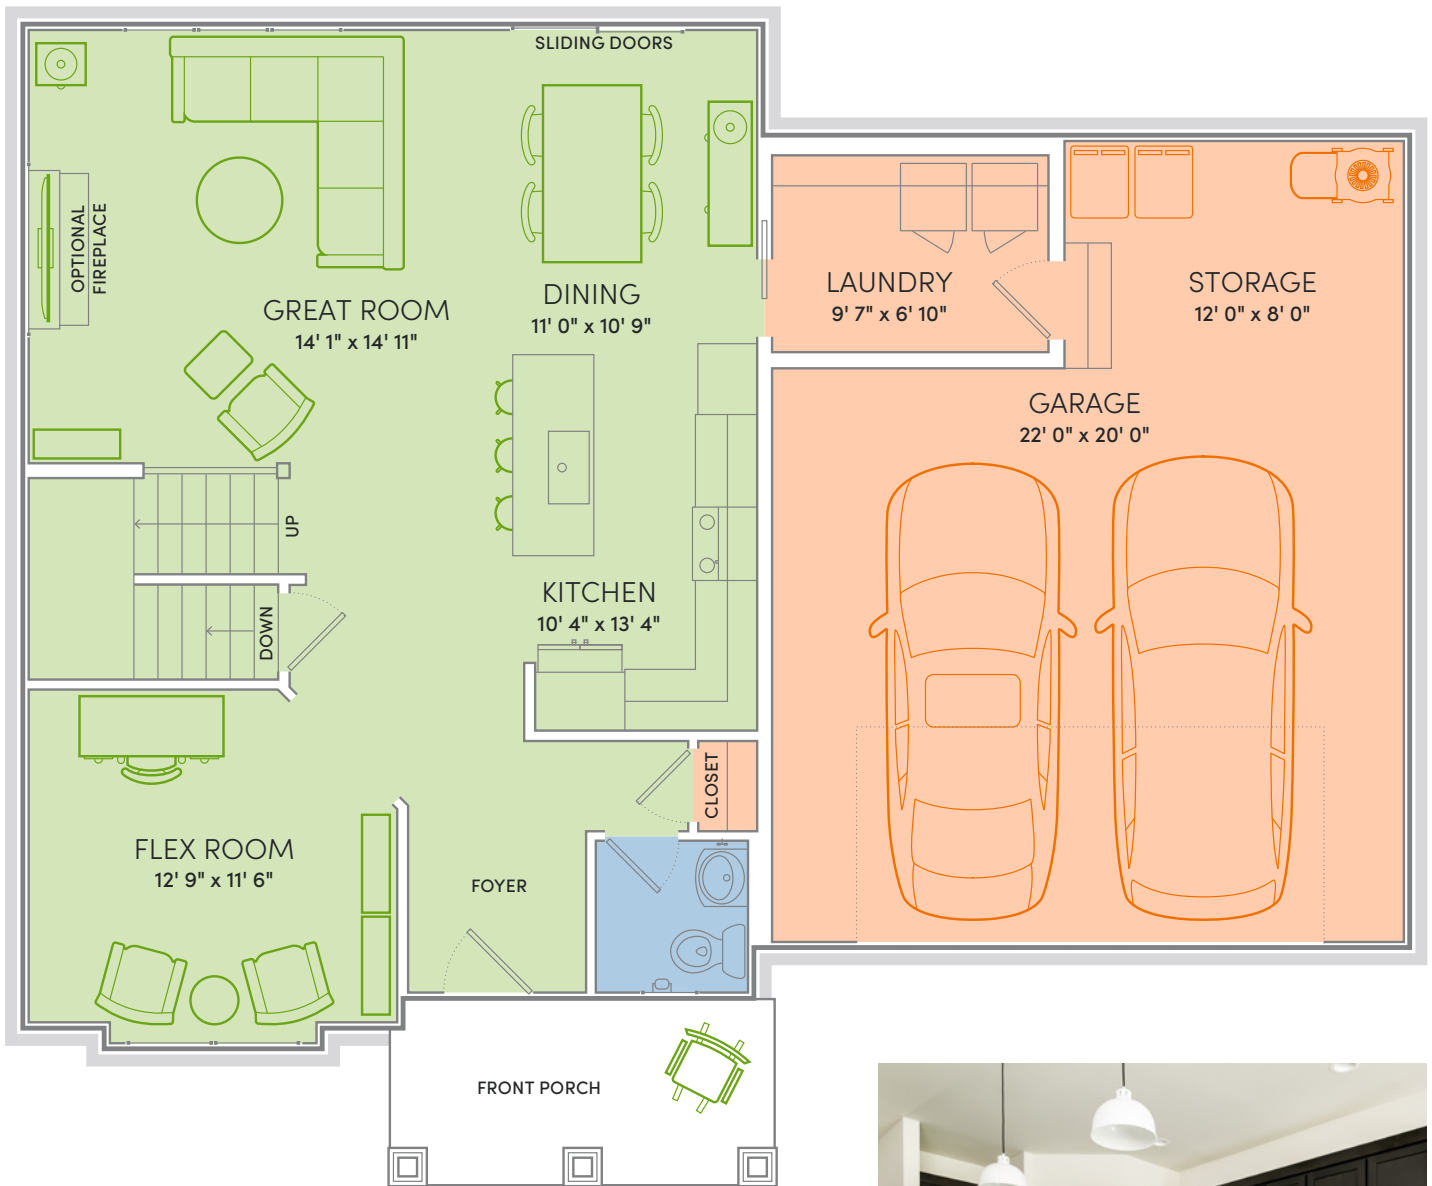 SLIDING DOORS
OPTIONAL
FIREPLACE
GREAT ROOM
14' 1" x 14' 11"
DINING
11' 0" x 10' 9"
LAUNDRY
9' 7" x 6' 10"
STORAGE
12' 0" x 8' 0"
GARAGE
22' 0" x 20' 0"
UP
DOWN
KITCHEN
10' 4" x 13' 4"
CLOSET
FLEX ROOM
12' 9" x 11' 6"
FOYER
FRONT PORCH